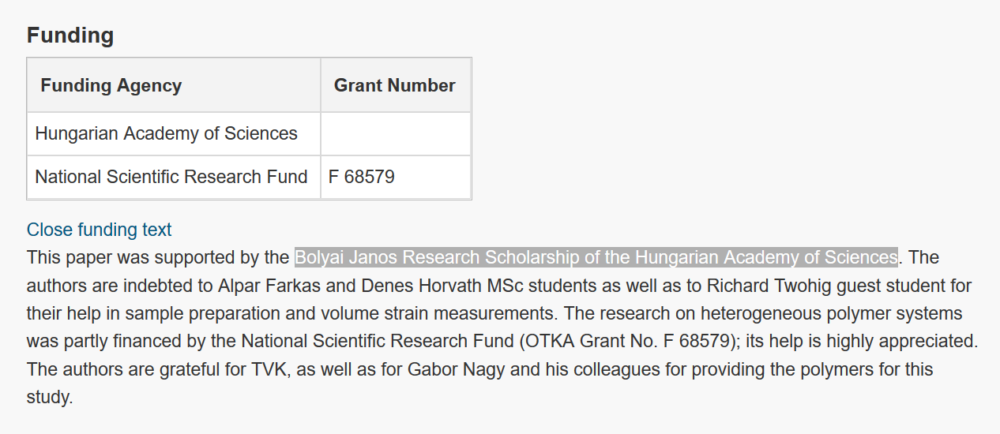 Funding
Funding Agency Grant Number
Hungarian Academy of Sciences
National Scientific Research Fund F 68579
Close funding text
This paper was supported by the Bolyai Janos Research Scholarship of the Hungarian Academy of Sciences. The
authors are indebted to Alpar Farkas and Denes Horvath MSc students as well as to Richard Twohig guest student for
their help in sample preparation and volume strain measurements. The research on heterogeneous polymer systems
was partly financed by the National Scientific Research Fund (OTKA Grant No. F 68579); its help is highly appreciated.
The authors are grateful for TVK, as well as for Gabor Nagy and his colleagues for providing the polymers for this
study.